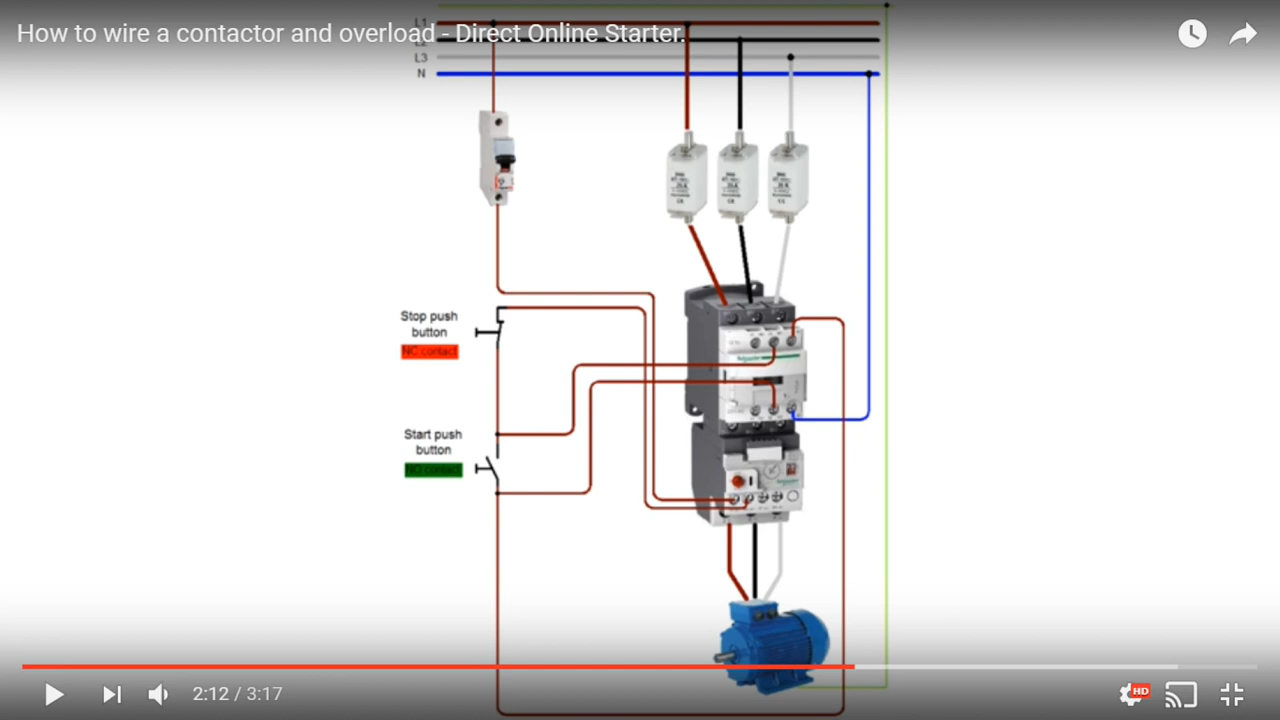 L1
How to wire a contactor and overload - Direct Online Starter.
L2
L3
N
Stop push
button
NC contact
Start push
button
NO contact
2:12 / 3:17
HD